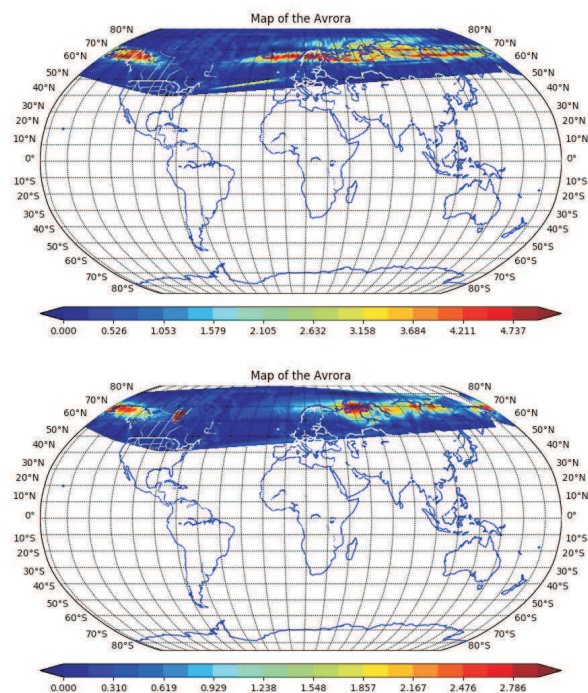 Map of the Avrora
80°N 80°N
70°N 70°N
60°N 60°N
50°N 50°N
40°N 40°N
30°N 30°N
20°N 20°N
10°N 10°N
0° 0°
10°S 10°S
20°S 20°S
30°S 30°S
40°S 40°S
50°S 50°S
60°S 60°S
70°S 70°S
80°S 80°S
0.000 0.526 1.053 1.579 2.105 2.632 3.158 3.684 4.211 4.737
Map of the Avrora
80°N 80°N
70°N 70°N
60°N 60°N
50°N 50°N
40°N 40°N
30°N 30°N
20°N 20°N
10°N 10°N
0° 0°
10°S 10°S
20°S 20°S
30°S 30°S
40°S 40°S
50°S 50°S
60°S 60°S
70°S 70°S
80°S 80°S
0.000 0.310 0.619 0.929 1.238 1.548 1.857 2.167 2.476 2.786